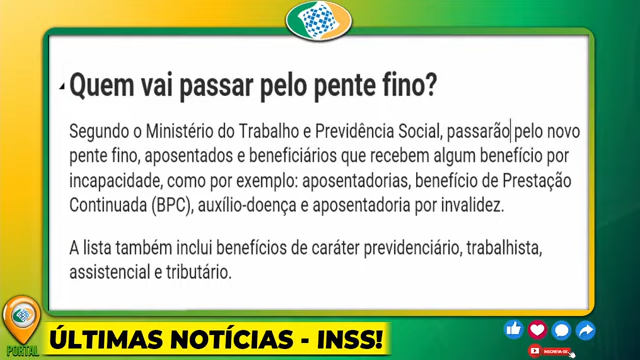 Quem vai passar pelo pente fino?
Segundo o Ministério do Trabalho e Previdência Social, passarão pelo novo
pente fino, aposentados e beneficiários que recebem algum benefício por
incapacidade, como por exemplo: aposentadorias, benefício de Prestação
Continuada (BPC), auxílio-doença e aposentadoria por invalidez.
A lista também inclui benefícios de caráter previdenciário, trabalhista,
assistencial e tributário.
PORTAL
ÚLTIMAS NOTÍCIAS - INSS!
INSCREVA-SE